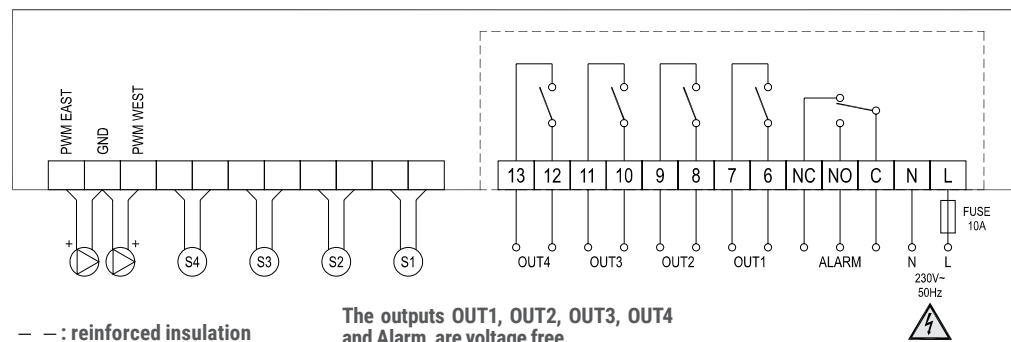 PWM EAST
GND
PWM WEST
13 12 11 10 9 8 7 6 NC NO C N L
FUSE
10A
+ +
S4 S3 S2 S1
OUT4 OUT3 OUT2 OUT1 ALARM N L
230V~
50Hz
– – : reinforced insulation
The outputs OUT1, OUT2, OUT3, OUT4
and Alarm are voltage free